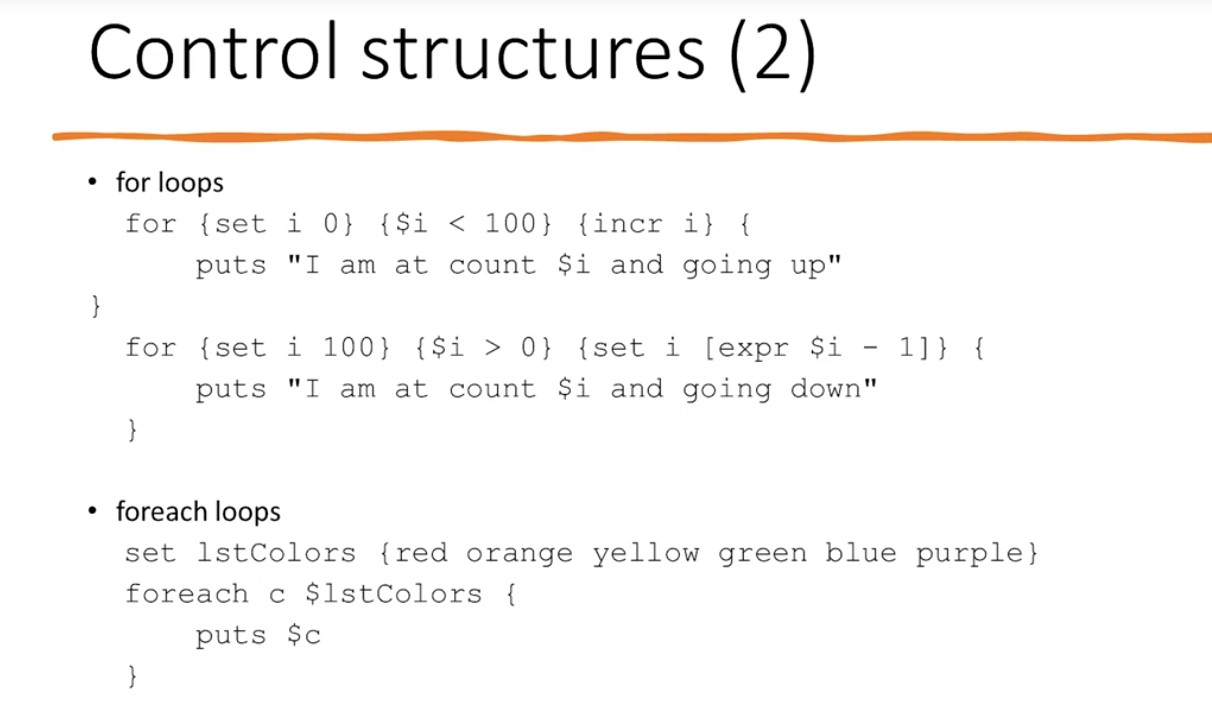 Control structures (2)
• for loops
for {set i 0} {$i < 100} {incr i} {
puts "I am at count $i and going up"
}
for {set i 100} {$i > 0} {set i [expr $i - 1]} {
puts "I am at count $i and going down"
}
• foreach loops
set lstColors {red orange yellow green blue purple}
foreach c $lstColors {
puts $c
}